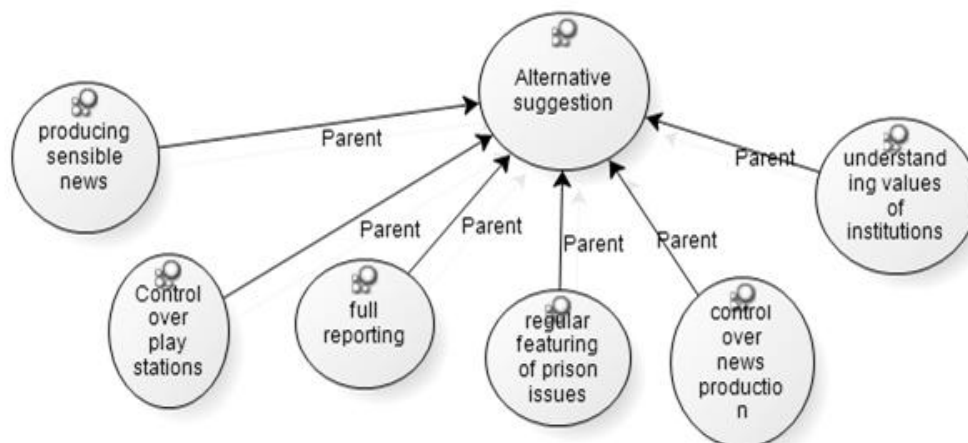 Alternative
suggestion
producing
sensible
news
Parent
Parent
Parent
Parent
Parent
Parent
understand
ing values
of
institutions
Control
over
play
stations
full
reporting
regular
featuring
of prison
issues
control
over
news
productio
n